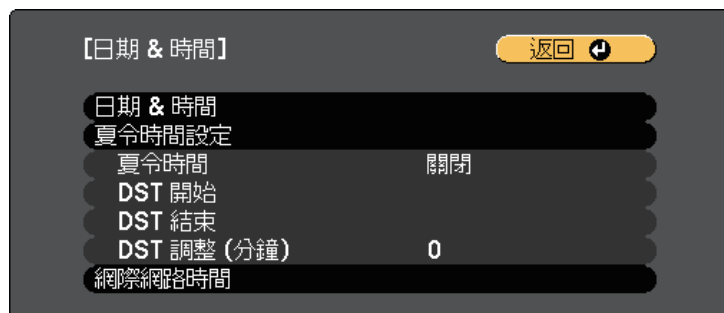 [日期 & 時間]
返回
日期 & 時間
夏令時間設定
夏令時間 關閉
DST 開始
DST 結束
DST 調整 (分鐘) 0
網際網路時間